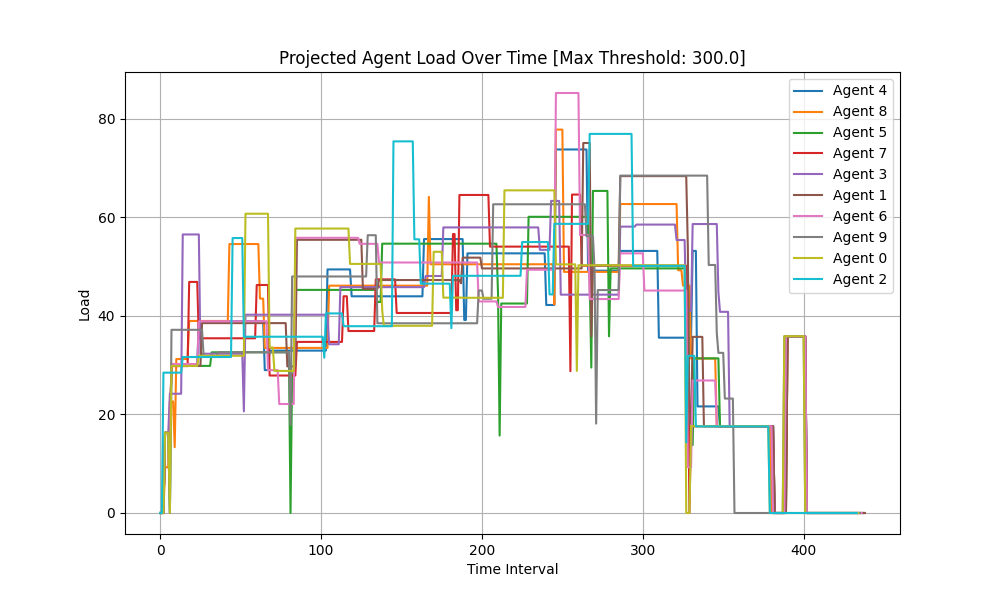 Projected Agent Load Over Time [Max Threshold: 300.0]
Agent 4
Agent 8
Agent 5
Agent 7
Agent 3
Agent 1
Agent 6
Agent 9
Agent 0
Agent 2
Load
80
60
40
20
0
0 100 200 300 400
Time Interval